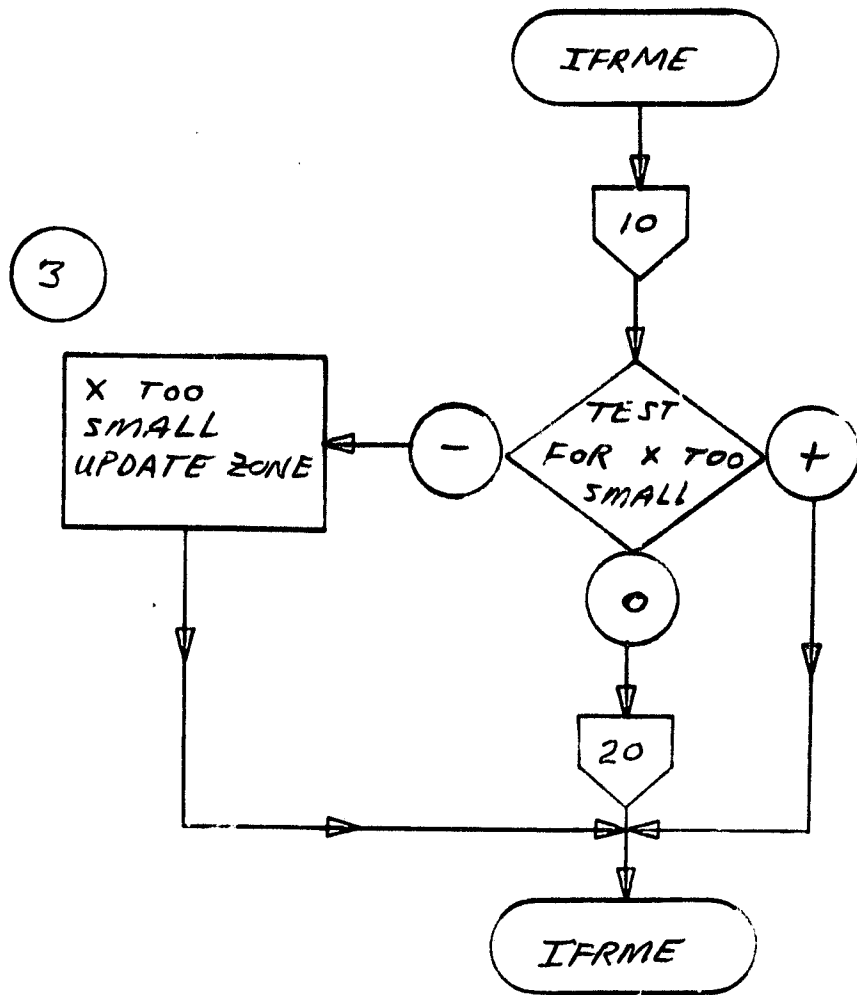 IFRME
10
3
X TOO
SMALL
UPDATE ZONE
-
TEST
FOR X TOO
SMALL
+
0
20
IFRME